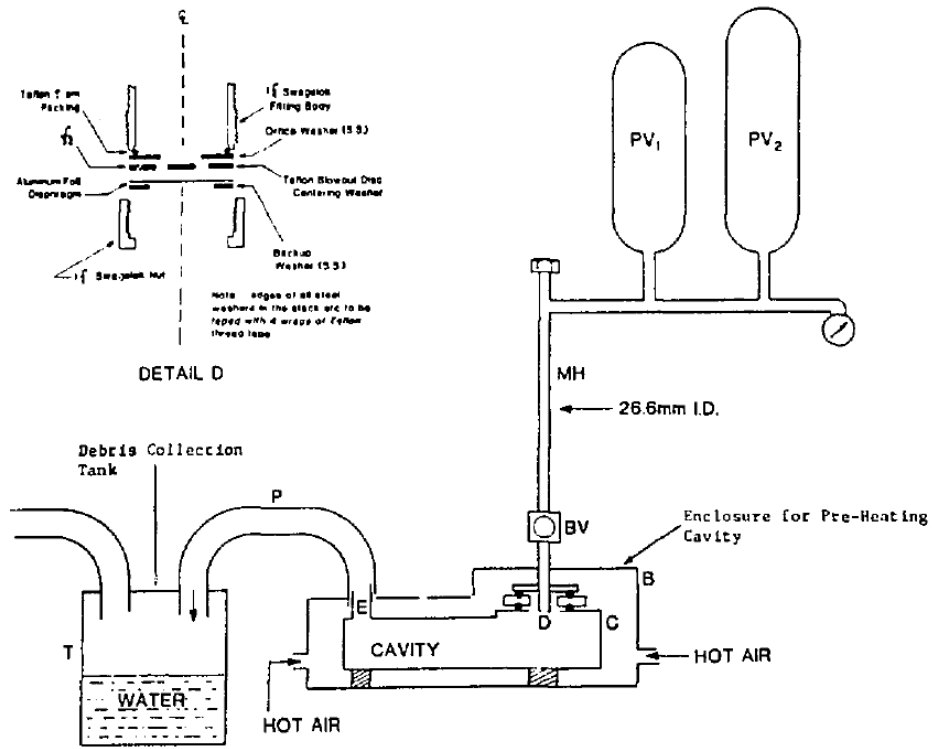 ℄
Teflon
Packing
Swagelok
Fitting Body
Orifice Washer (S.S.)
Aluminum Foil
Diaphragm
Teflon Blowout Disc
Centering Washer
Backup
Washer (S.S.)
Swagelok Nut
Note: edges of all steel
washers in the stack are to be
taped with 4 wraps of Teflon
thread tape
DETAIL D
PV1
PV2
MH
26.6mm I.D.
Debris Collection
Tank
P
BV
Enclosure for Pre-Heating
Cavity
B
E
D
C
T
CAVITY
HOT AIR
WATER
HOT AIR